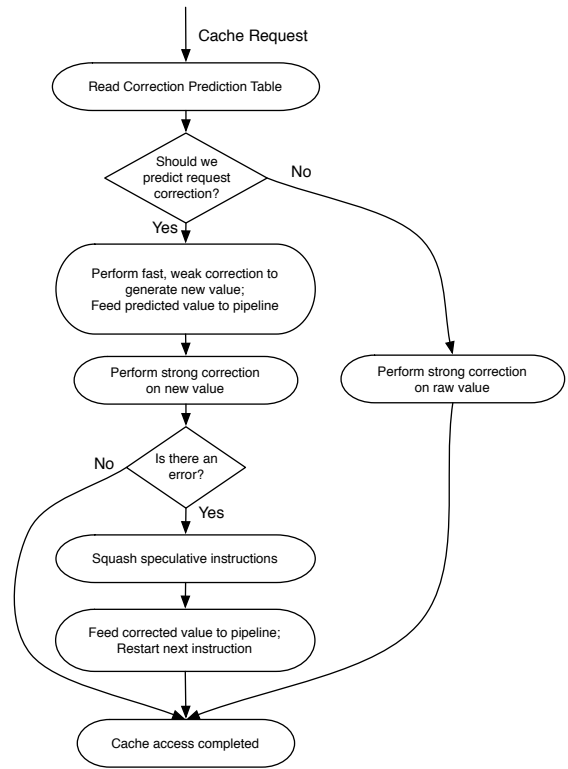 Cache Request
Read Correction Prediction Table
Should we
predict request
correction?
No
Yes
Perform fast, weak correction to
generate new value;
Feed predicted value to pipeline
Perform strong correction
on new value
Perform strong correction
on raw value
Is there an
error?
No
Yes
Squash speculative instructions
Feed corrected value to pipeline;
Restart next instruction
Cache access completed